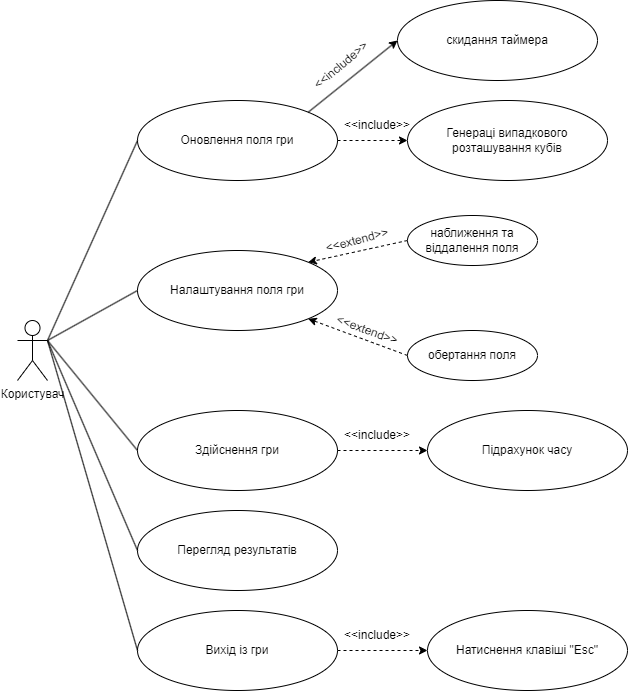 скидання таймера
<<include>>
Оновлення поля гри
<<include>>
Генераці випадкового
розташування кубів
наближення та
віддалення поля
<<extend>>
Налаштування поля гри
<<extend>>
обертання поля
Користувач
Здійснення гри
<<include>>
Підрахунок часу
Перегляд результатів
Вихід із гри
<<include>>
Натиснення клавіші "Esc"